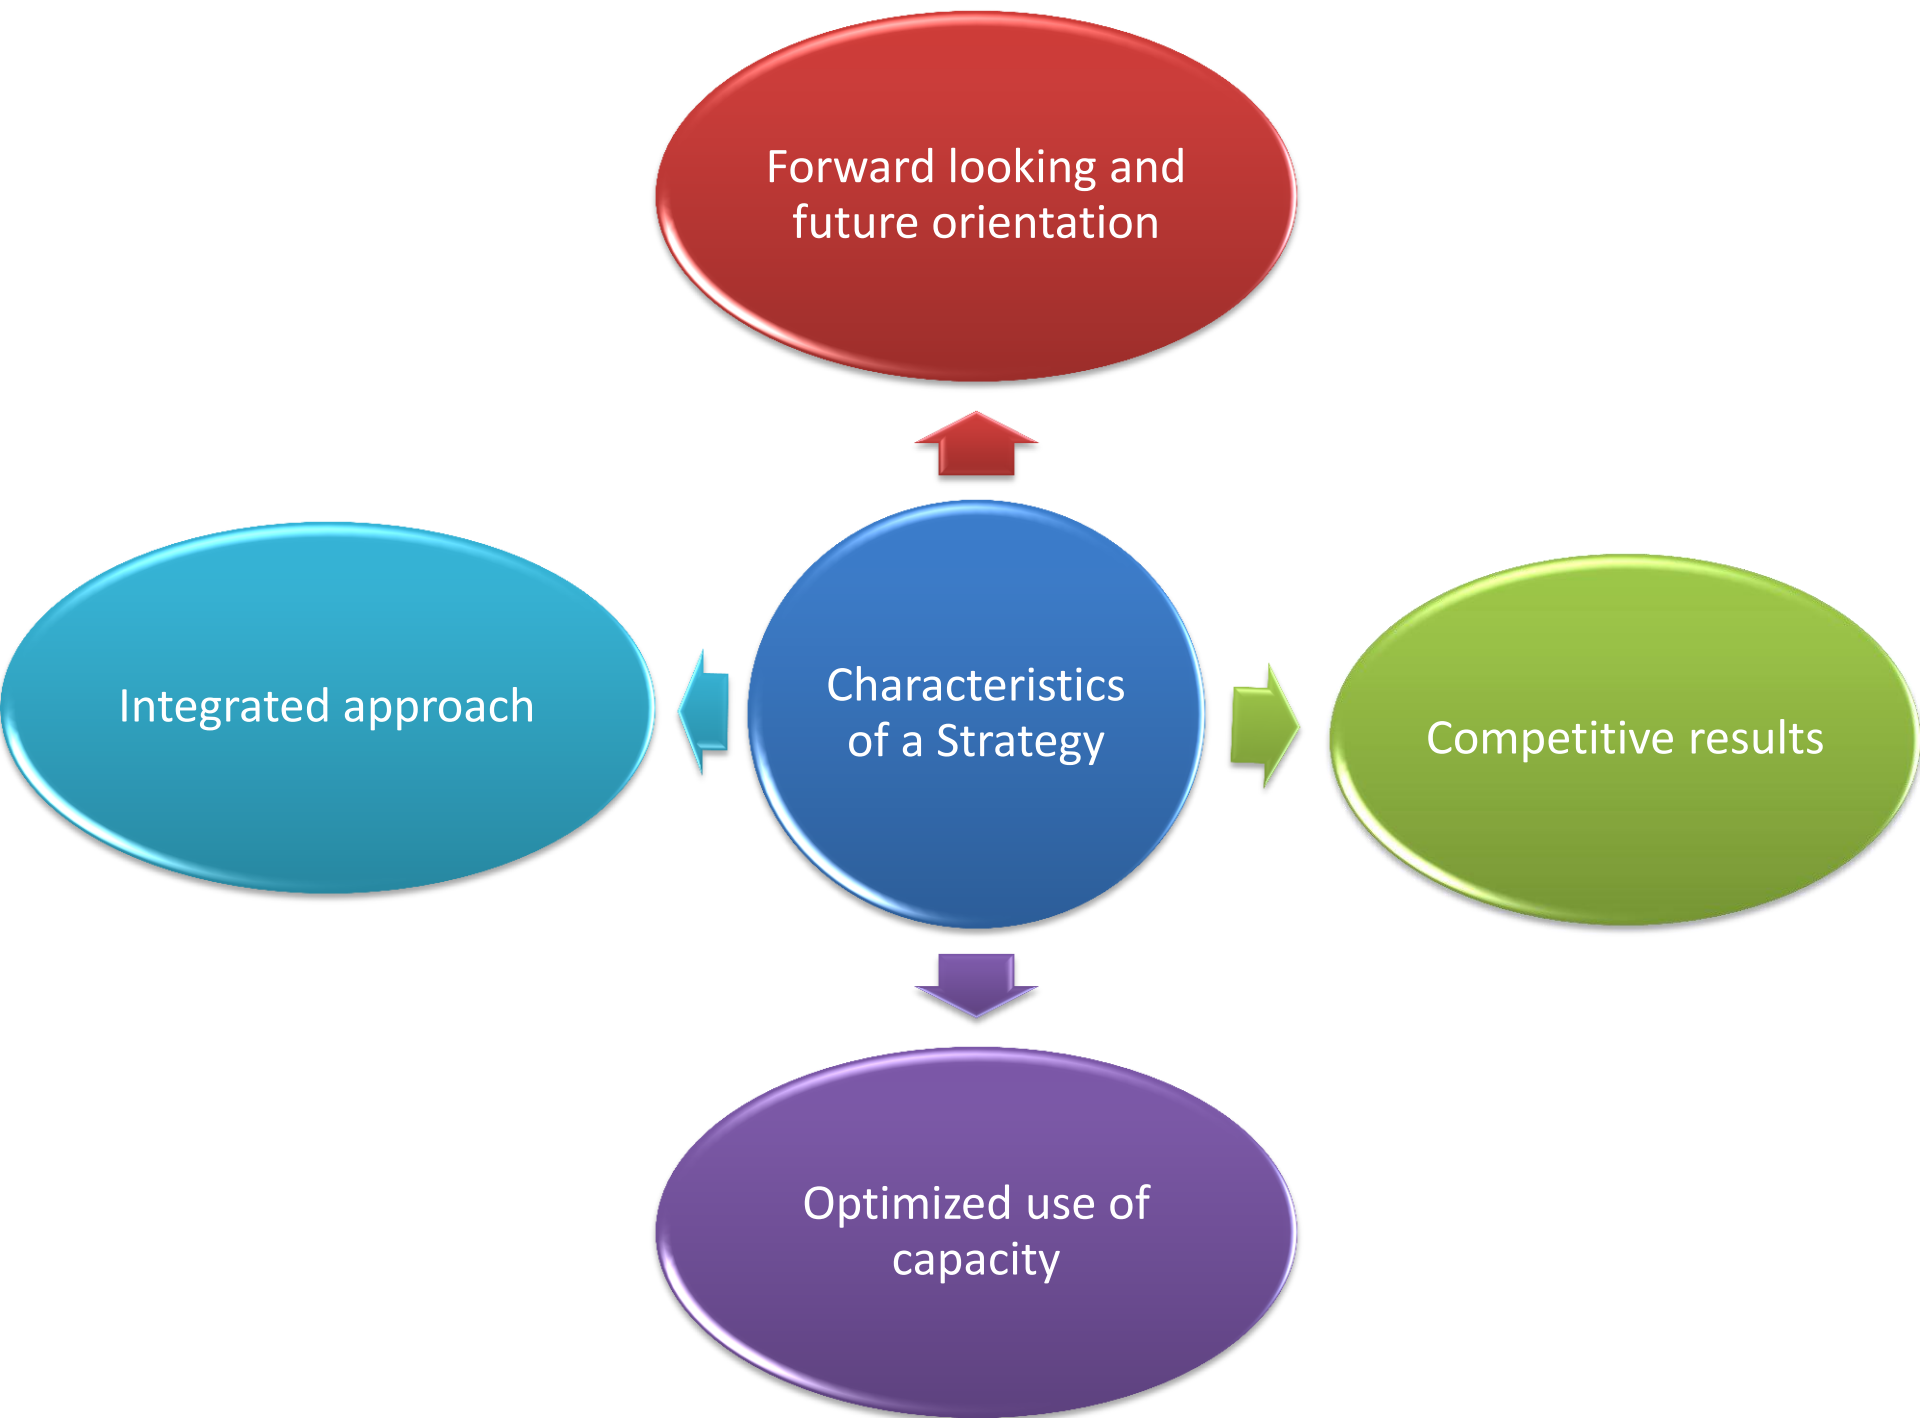 Forward looking and
future orientation
Integrated approach
Characteristics
of a Strategy
Competitive results
Optimized use of
capacity